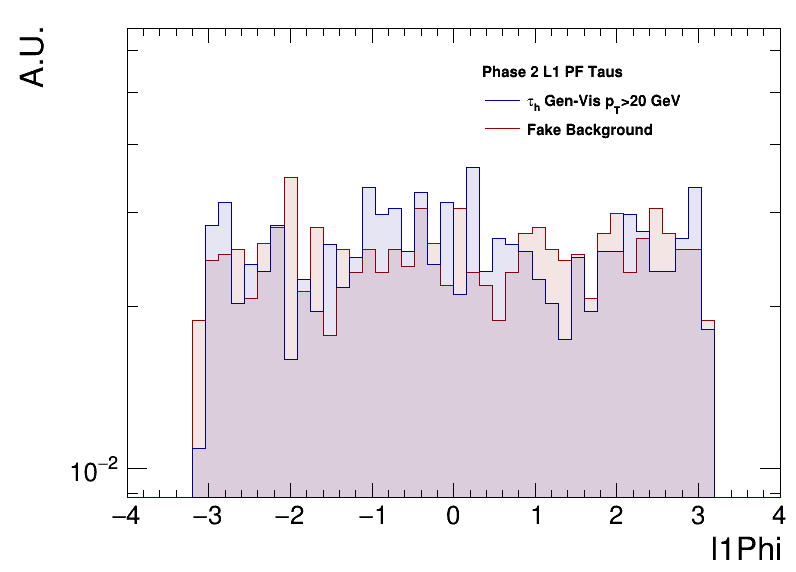 A.U.
Phase 2 L1 PF Taus
τh Gen-Vis pT>20 GeV
Fake Background
10−2
−4 −3 −2 −1 0 1 2 3 4
l1Phi